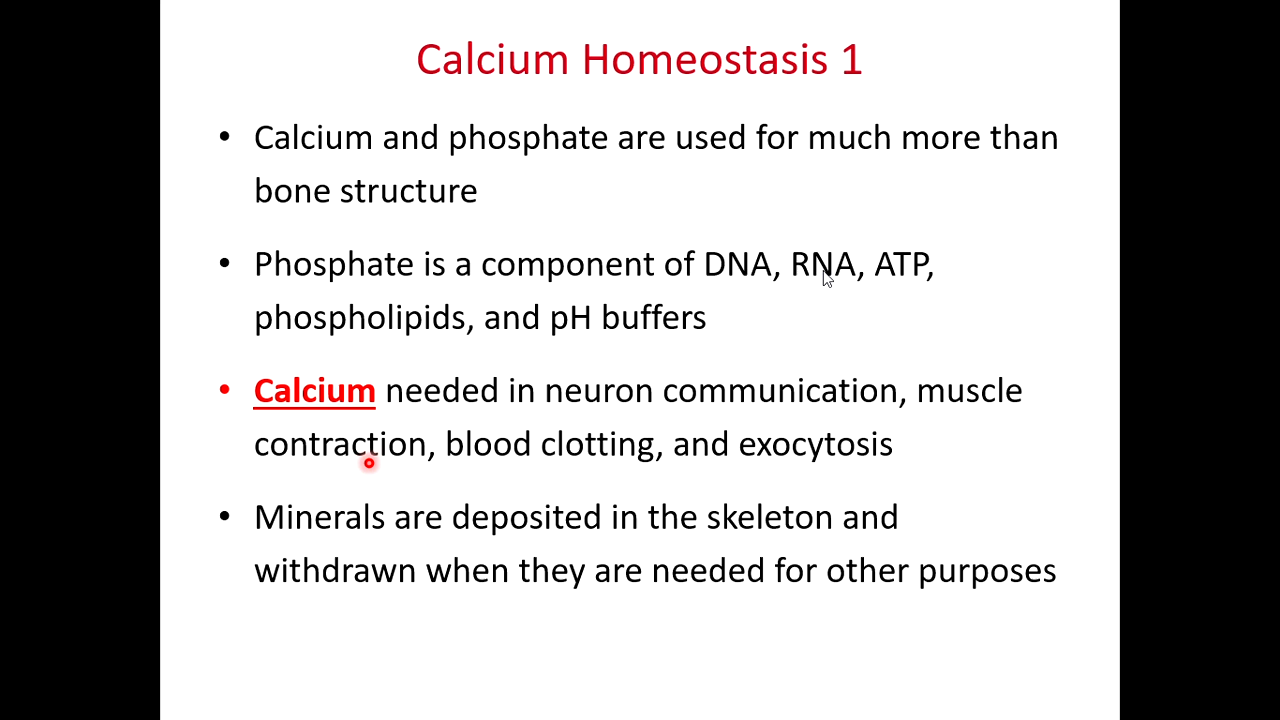 Calcium Homeostasis 1
• Calcium and phosphate are used for much more than
bone structure
• Phosphate is a component of DNA, RNA, ATP,
phospholipids, and pH buffers
• Calcium needed in neuron communication, muscle
contraction, blood clotting, and exocytosis
• Minerals are deposited in the skeleton and
withdrawn when they are needed for other purposes